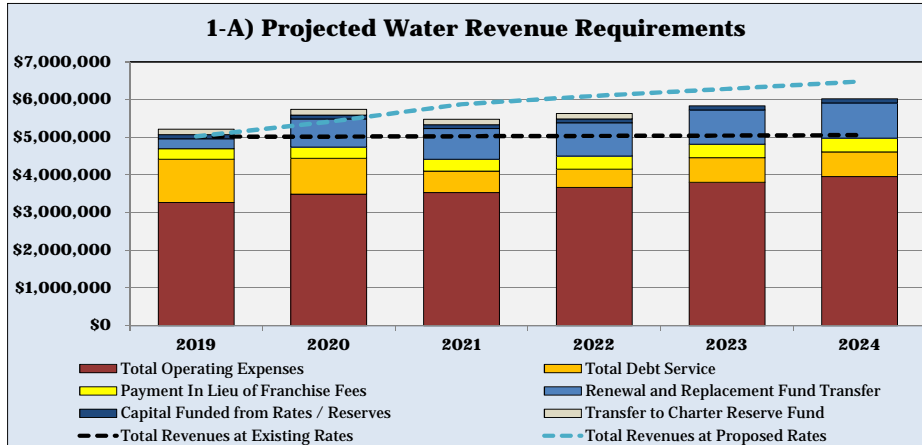 1-A) Projected Water Revenue Requirements
$7,000,000
$6,000,000
$5,000,000
$4,000,000
$3,000,000
$2,000,000
$1,000,000
$0
2019 2020 2021 2022 2023 2024
Total Operating Expenses Total Debt Service
Payment In Lieu of Franchise Fees Renewal and Replacement Fund Transfer
Capital Funded from Rates / Reserves Transfer to Charter Reserve Fund
Total Revenues at Existing Rates Total Revenues at Proposed Rates